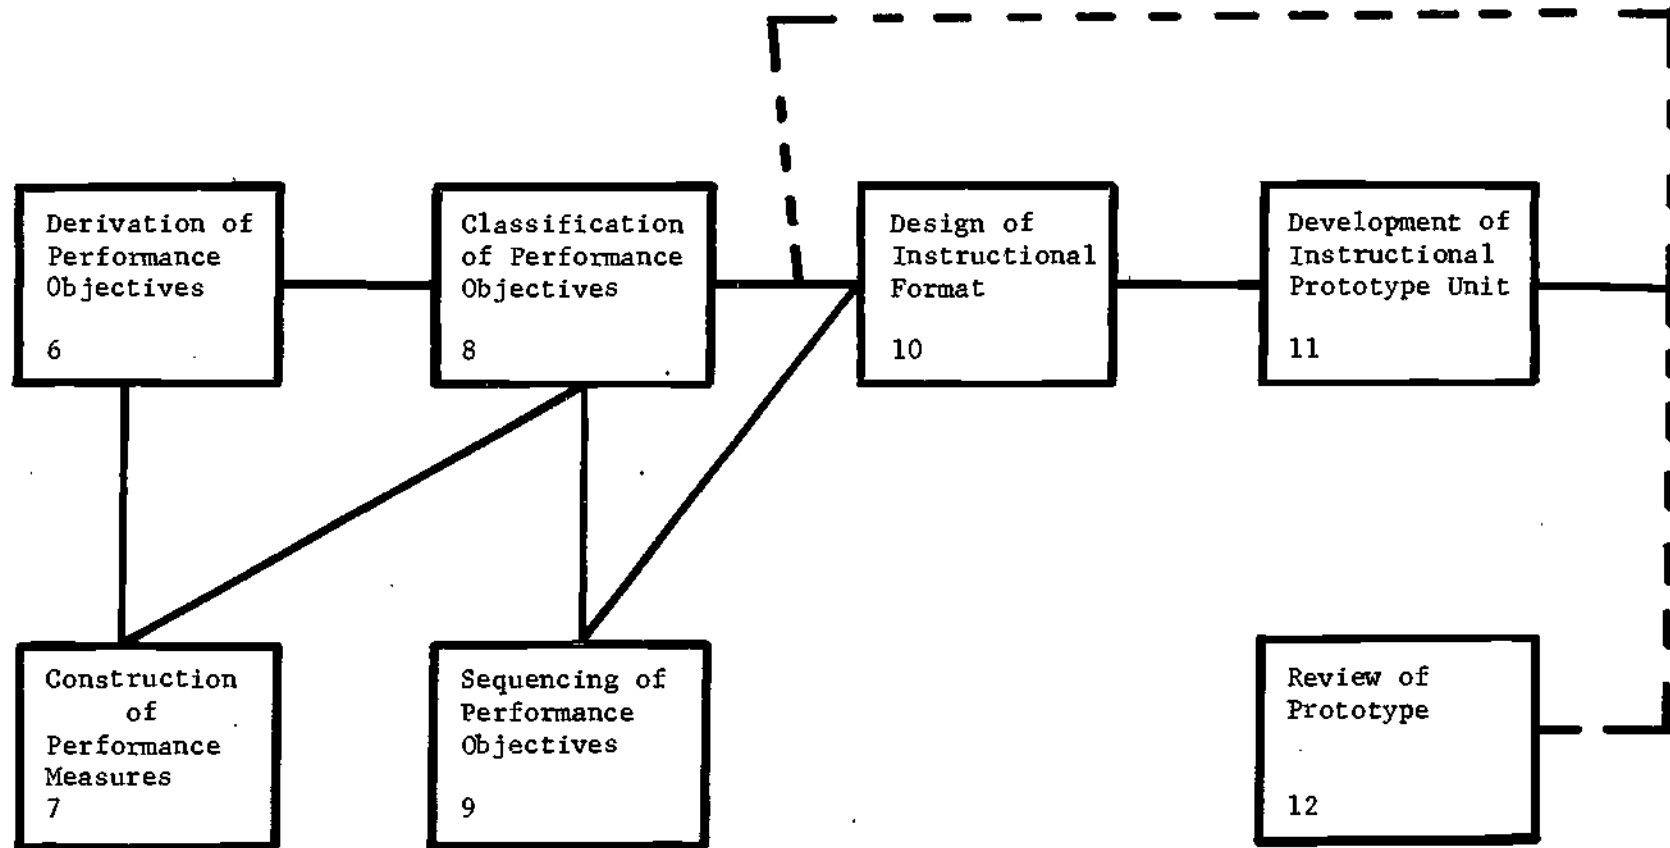 Derivation of
Performance
Objectives
6
Classification
of Performance
Objectives
8
Design of
Instructional
Format
10
Development of
Instructional
Prototype Unit
11
Construction
of
Performance
Measures
7
Sequencing of
Performance
Objectives
9
Review of
Prototype
12